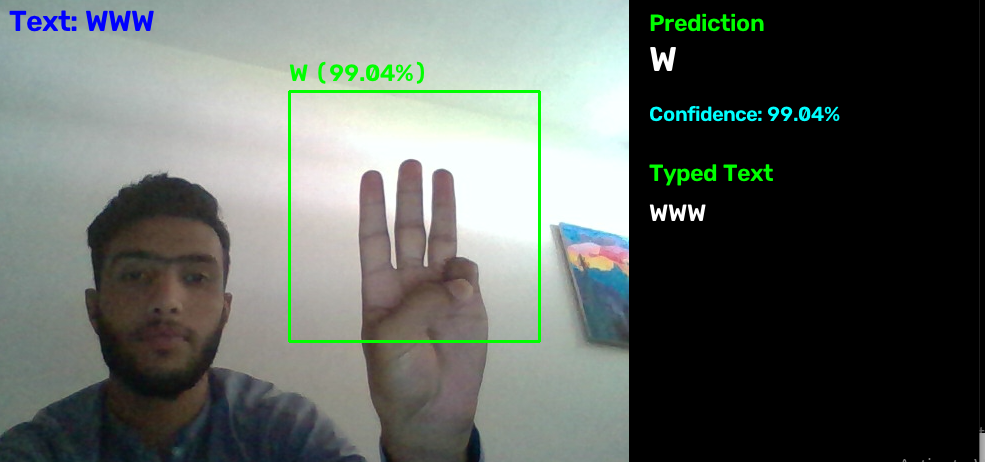 Text: WWW
W (99.04%)
Prediction
W
Confidence: 99.04%
Typed Text
WWW